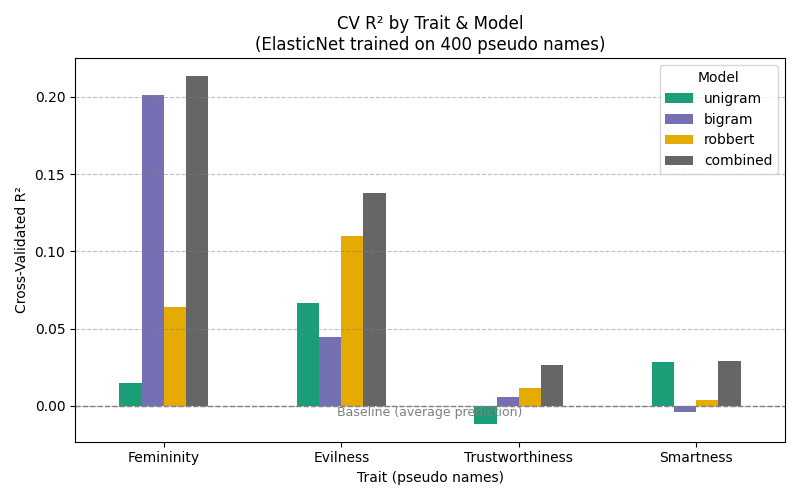 CV R² by Trait & Model
(ElasticNet trained on 400 pseudo names)
Model
unigram
bigram
robbert
combined
Cross-Validated R²
0.20
0.15
0.10
0.05
0.00
Baseline (average prediction)
Femininity
Evilness
Trustworthiness
Smartness
Trait (pseudo names)